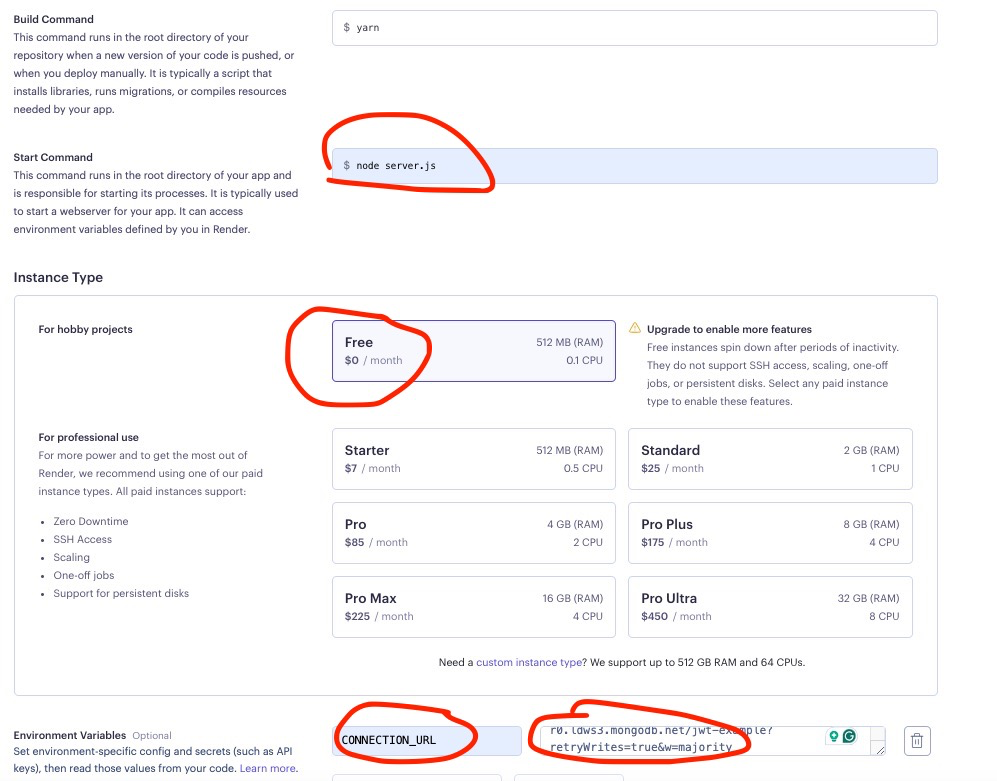 Build Command
This command runs in the root directory of your
repository when a new version of your code is pushed, or
when you deploy manually. It is typically a script that
installs libraries, runs migrations, or compiles resources
needed by your app.
$ yarn
Start Command
This command runs in the root directory of your app and
is responsible for starting its processes. It is typically used
to start a webserver for your app. It can access
environment variables defined by you in Render.
$ node server.js
Instance Type
For hobby projects
Free 512 MB (RAM)
$0 / month 0.1 CPU
Upgrade to enable more features
Free instances spin down after periods of inactivity.
They do not support SSH access, scaling, one-off
jobs, or persistent disks. Select any paid instance
type to enable these features.
For professional use
For more power and to get the most out of
Render, we recommend using one of our paid
instance types. All paid instances support:
• Zero Downtime
• SSH Access
• Scaling
• One-off jobs
• Support for persistent disks
Starter 512 MB (RAM)
$7 / month 0.5 CPU
Standard 2 GB (RAM)
$25 / month 1 CPU
Pro 4 GB (RAM)
$85 / month 2 CPU
Pro Plus 8 GB (RAM)
$175 / month 4 CPU
Pro Max 16 GB (RAM)
$225 / month 4 CPU
Pro Ultra 32 GB (RAM)
$450 / month 8 CPU
Need a custom instance type? We support up to 512 GB RAM and 64 CPUs.
Environment Variables Optional
Set environment-specific config and secrets (such as API
keys), then read those values from your code. Learn more.
CONNECTION_URL
r0.ldws3.mongodb.net/jwt-example?
retryWrites=true&w=majority